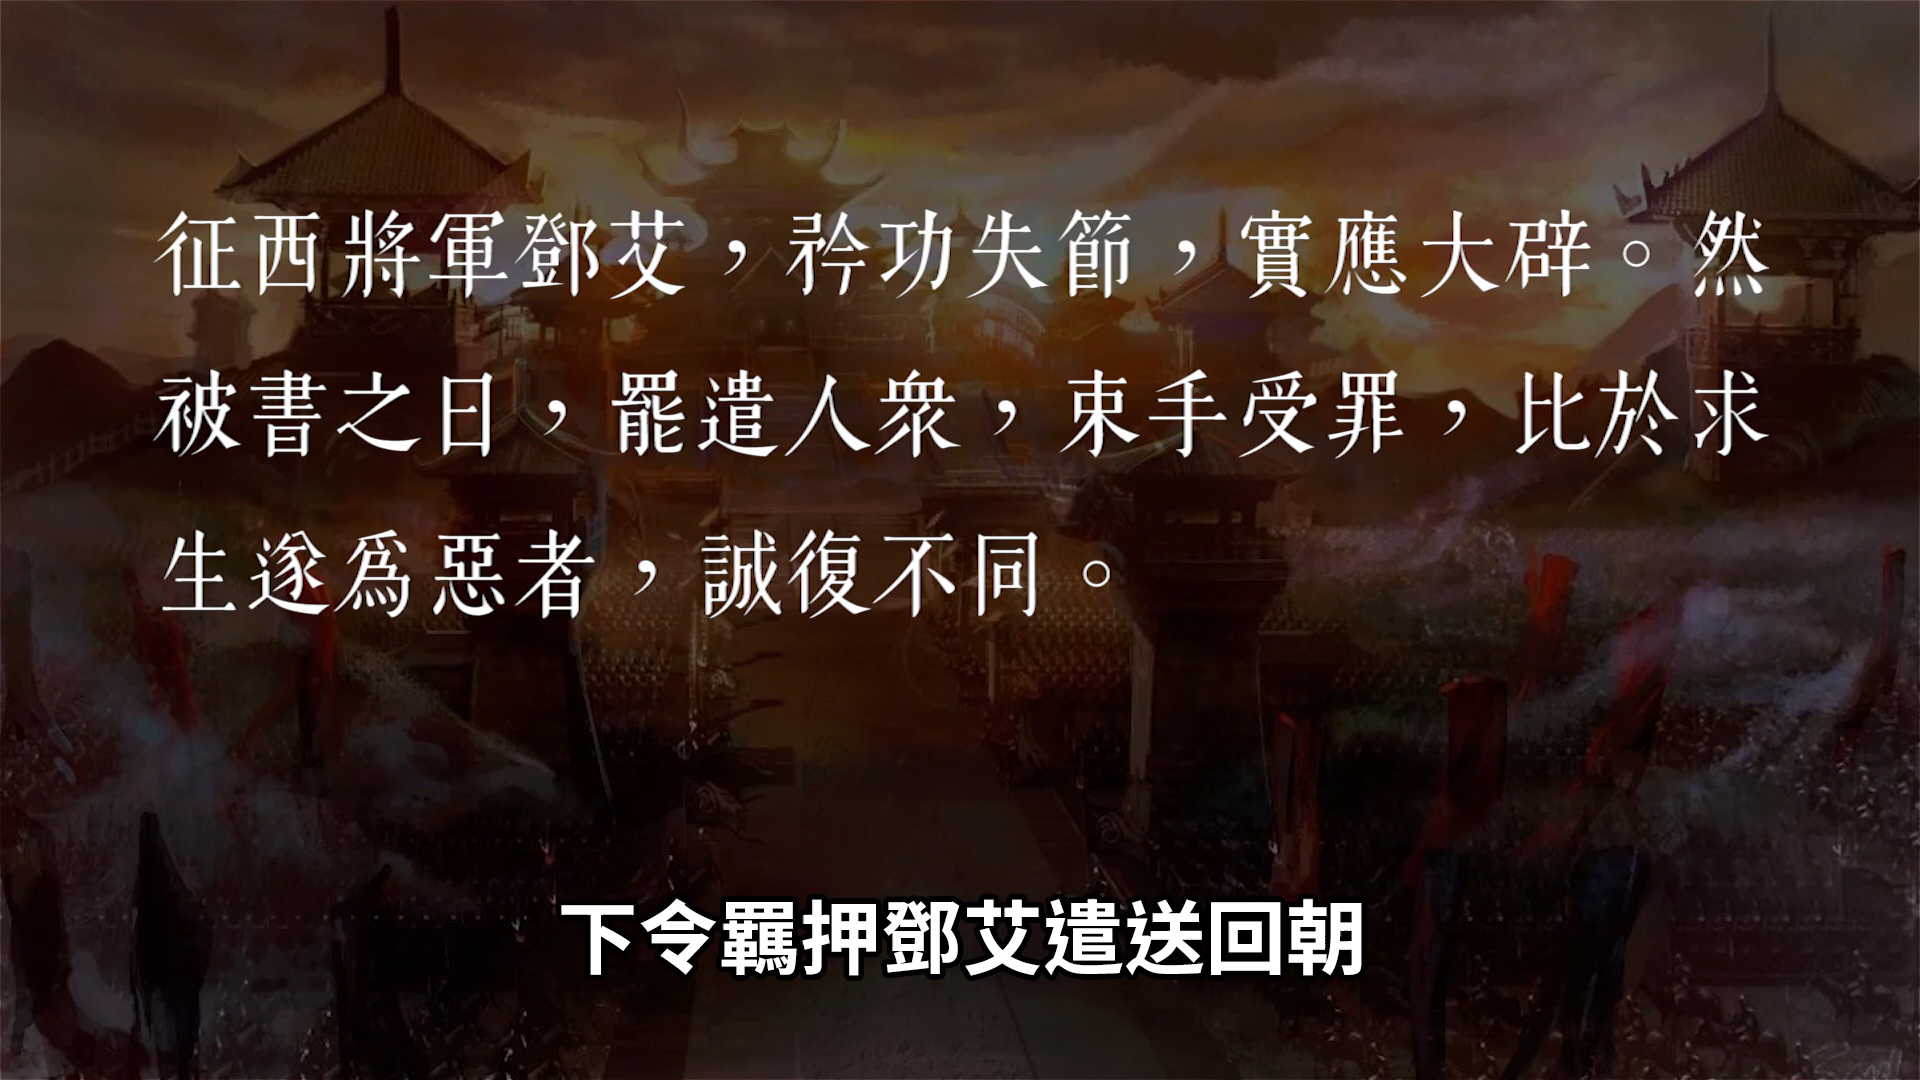 征西將軍鄧艾，矜功失節，實應大辟。然
被書之日，罷遣人衆，束手受罪，比於求
生遂爲惡者，誠復不同。
下令羈押鄧艾遣送回朝